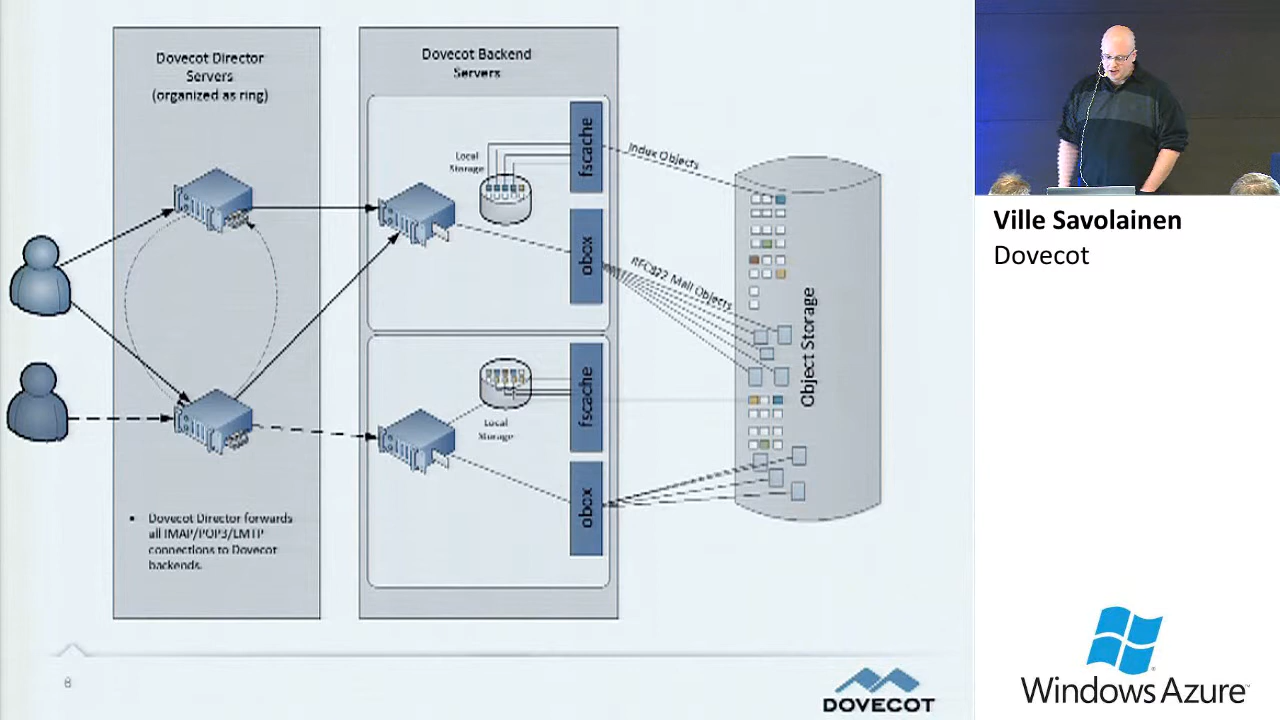 Dovecot Director
Servers
(organized as ring)
Dovecot Director forwards
all IMAP/POP3/LMTP
connections to Dovecot
backends.
Dovecot Backend
Servers
Local
Storage
fscache
obox
Local
Storage
fscache
obox
Index Objects
RFC822 Mail Objects
Object Storage
8
DOVECOT
Ville Savolainen
Dovecot
Windows Azure